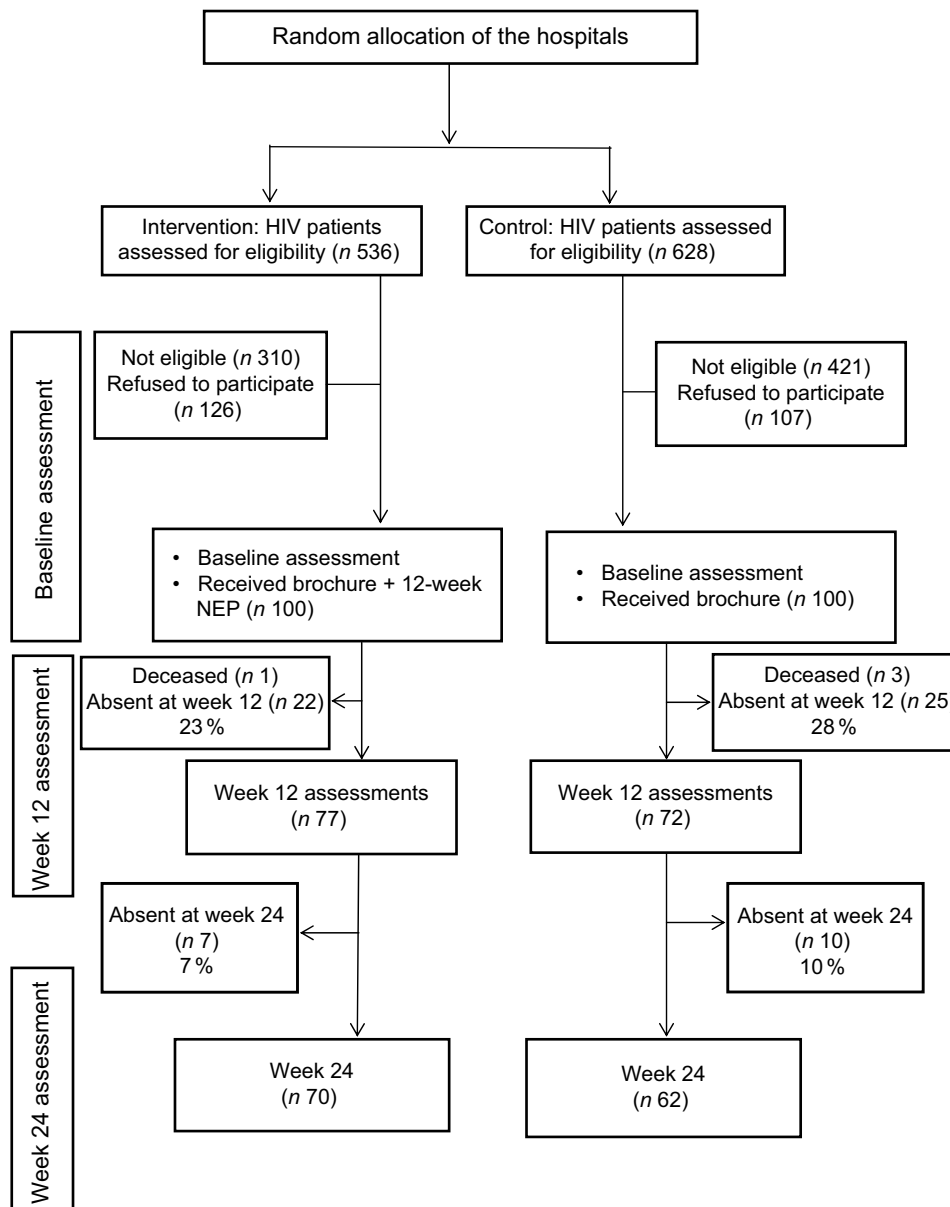 Random allocation of the hospitals
Intervention: HIV patients
assessed for eligibility (n 536)
Control: HIV patients assessed
for eligibility (n 628)
Baseline assessment
Not eligible (n 310)
Refused to participate
(n 126)
Not eligible (n 421)
Refused to participate
(n 107)
• Baseline assessment
• Received brochure + 12-week
NEP (n 100)
• Baseline assessment
• Received brochure (n 100)
Week 12 assessment
Deceased (n 1)
Absent at week 12 (n 22)
23 %
Deceased (n 3)
Absent at week 12 (n 25
28 %
Week 12 assessments
(n 77)
Week 12 assessments
(n 72)
Absent at week 24
(n 7)
7 %
Absent at week 24
(n 10)
10 %
Week 24 assessment
Week 24
(n 70)
Week 24
(n 62)